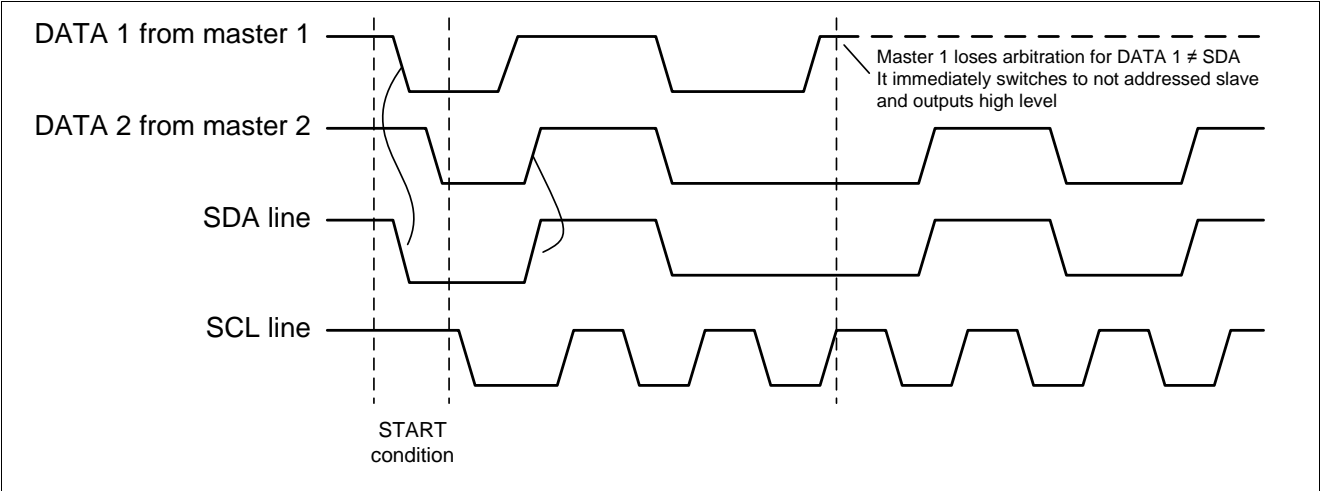 DATA 1 from master 1
Master 1 loses arbitration for DATA 1 ≠ SDA
It immediately switches to not addressed slave
and outputs high level
DATA 2 from master 2
SDA line
SCL line
START
condition